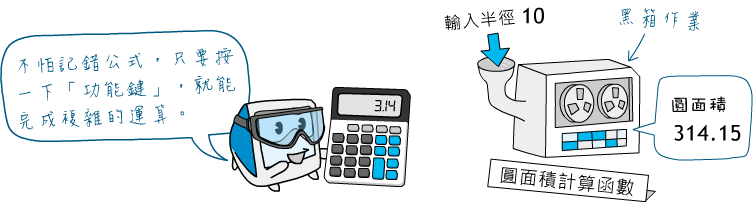 不怕記錯公式，只要按
一下「功能鍵」，就能
完成複雜的運算。
3.14
輸入半徑 10
黑箱作業
圓面積
314.15
圓面積計算函數